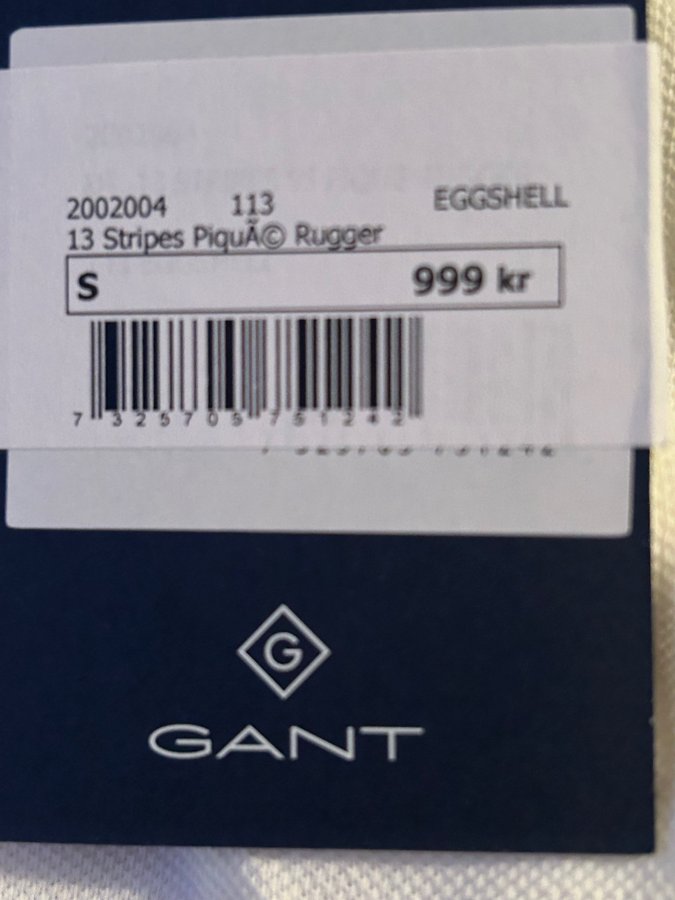 2002004 113 EGGSHELL
13 Stripes PiquÃ© Rugger
S 999 kr
7 325705 751242
G
GANT